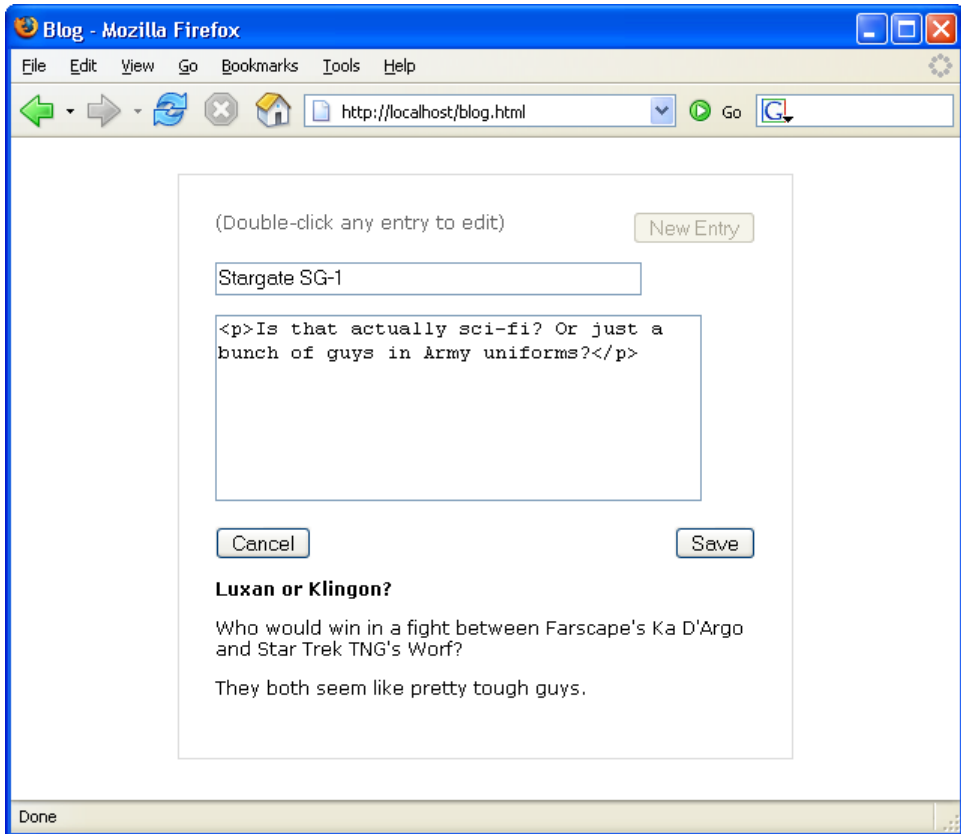 Blog - Mozilla Firefox
File Edit View Go Bookmarks Tools Help
http://localhost/blog.html Go G
(Double-click any entry to edit) New Entry
Stargate SG-1
<p>Is that actually sci-fi? Or just a
bunch of guys in Army uniforms?</p>
Cancel Save
Luxan or Klingon?
Who would win in a fight between Farscape's Ka D'Argo
and Star Trek TNG's Worf?
They both seem like pretty tough guys.
Done